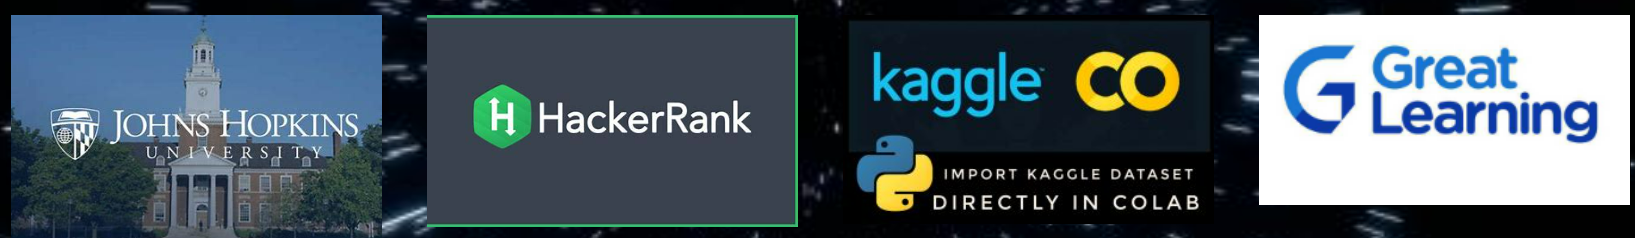 JOHNS HOPKINS
UNIVERSITY
HackerRank
kaggle CO
IMPORT KAGGLE DATASET
DIRECTLY IN COLAB
Great
Learning